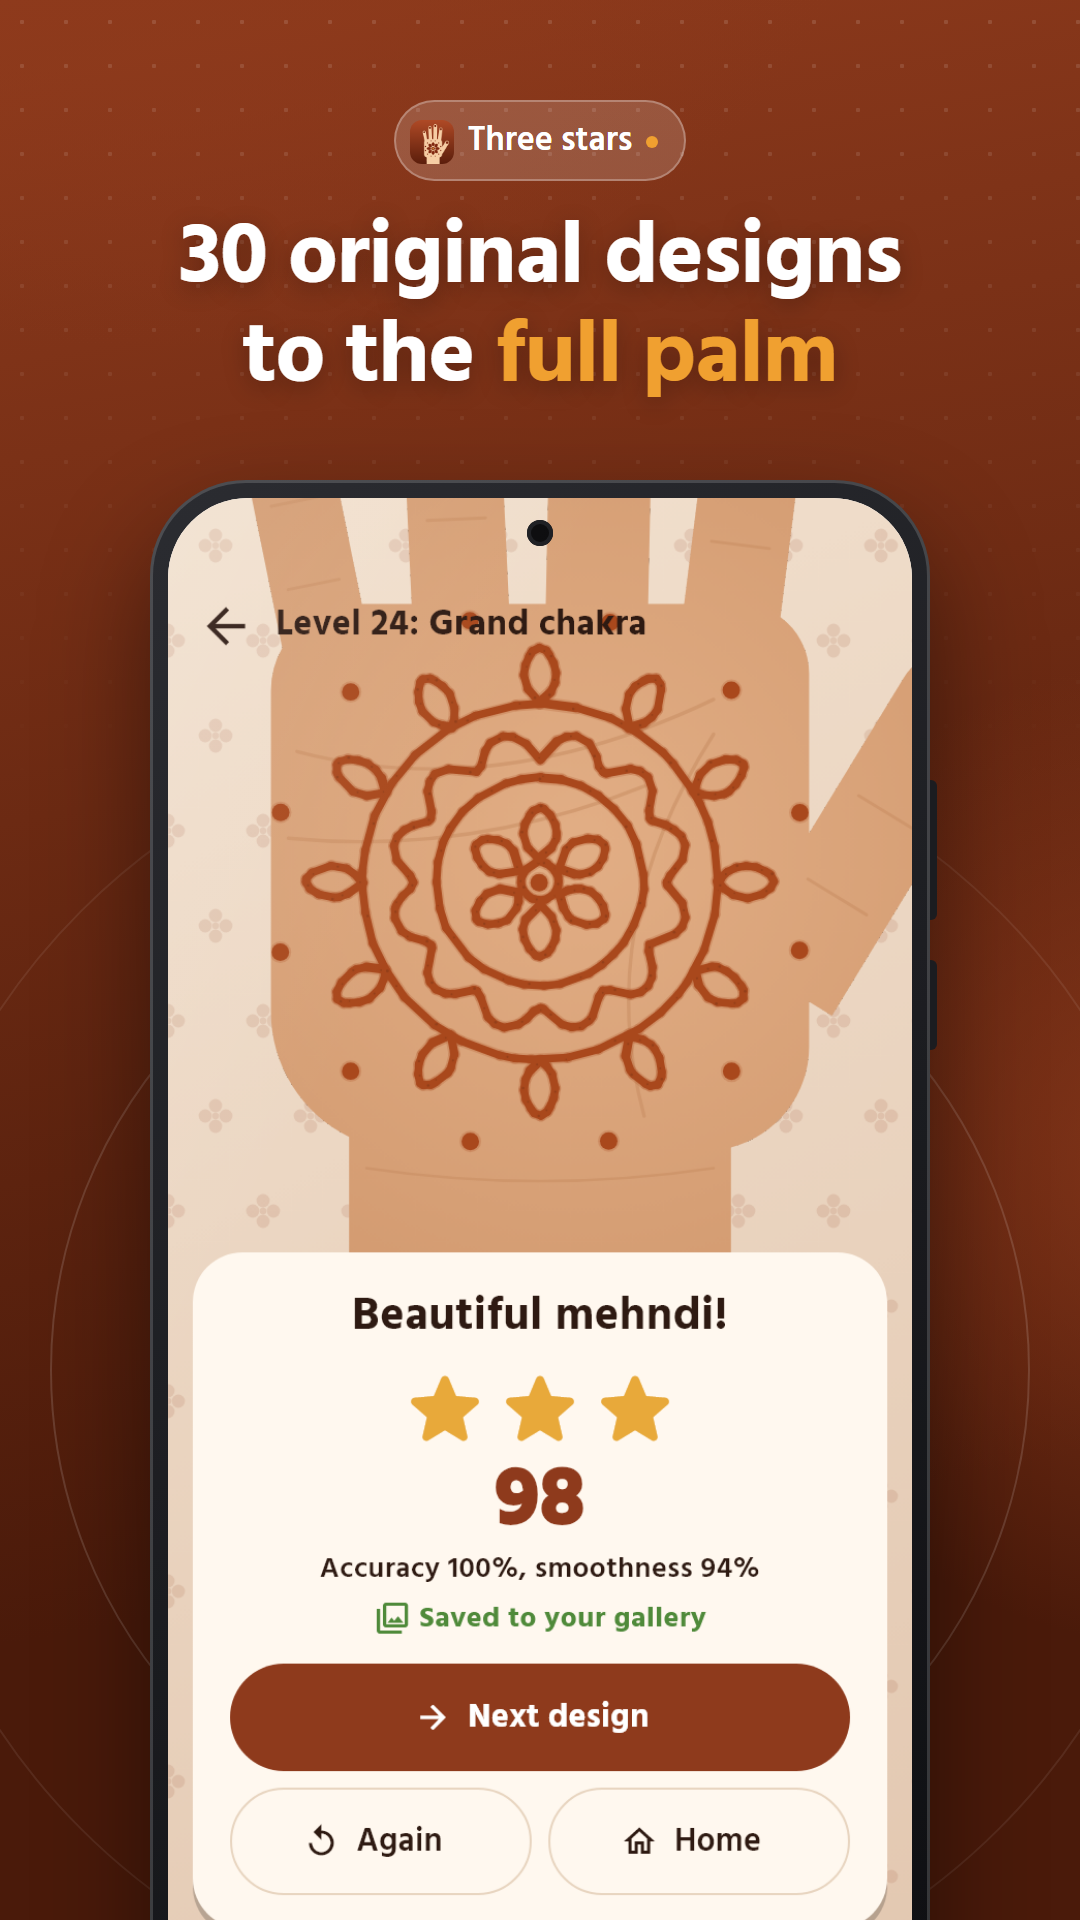 Three stars
30 original designs
to the full palm
Level 24: Grand chakra
Beautiful mehndi!
98
Accuracy 100%, smoothness 94%
Saved to your gallery
Next design
Again
Home